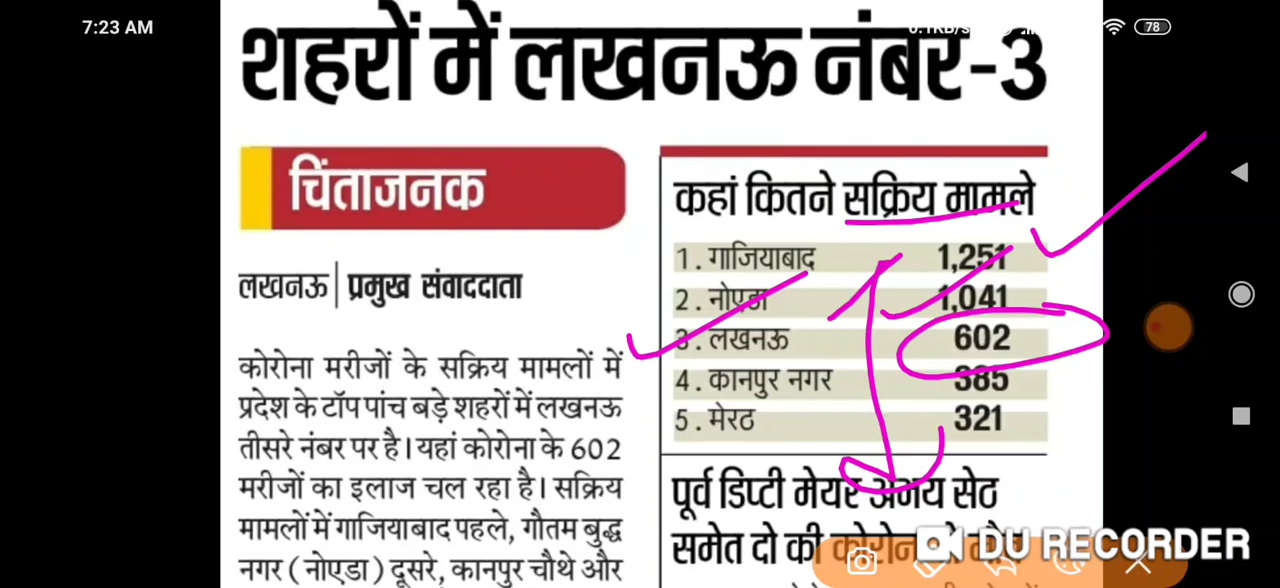 7:23 AM
78
शहरों में लखनऊ नंबर-3
चिंताजनक
लखनऊ | प्रमुख संवाददाता
कोरोना मरीजों के सक्रिय मामलों में
प्रदेश के टॉप पांच बड़े शहरों में लखनऊ
तीसरे नंबर पर है। यहां कोरोना के 602
मरीजों का इलाज चल रहा है। सक्रिय
मामलों में गाजियाबाद पहले, गौतम बुद्ध
नगर (नोएडा) दूसरे, कानपुर चौथे और
कहां कितने सक्रिय मामले
1. गाजियाबाद 1,251
2. नोएडा 1,041
3. लखनऊ 602
4. कानपुर नगर 385
5. मेरठ 321
पूर्व डिप्टी मेयर अभय सेठ
समेत दो की कोरोना से
DU RECORDER